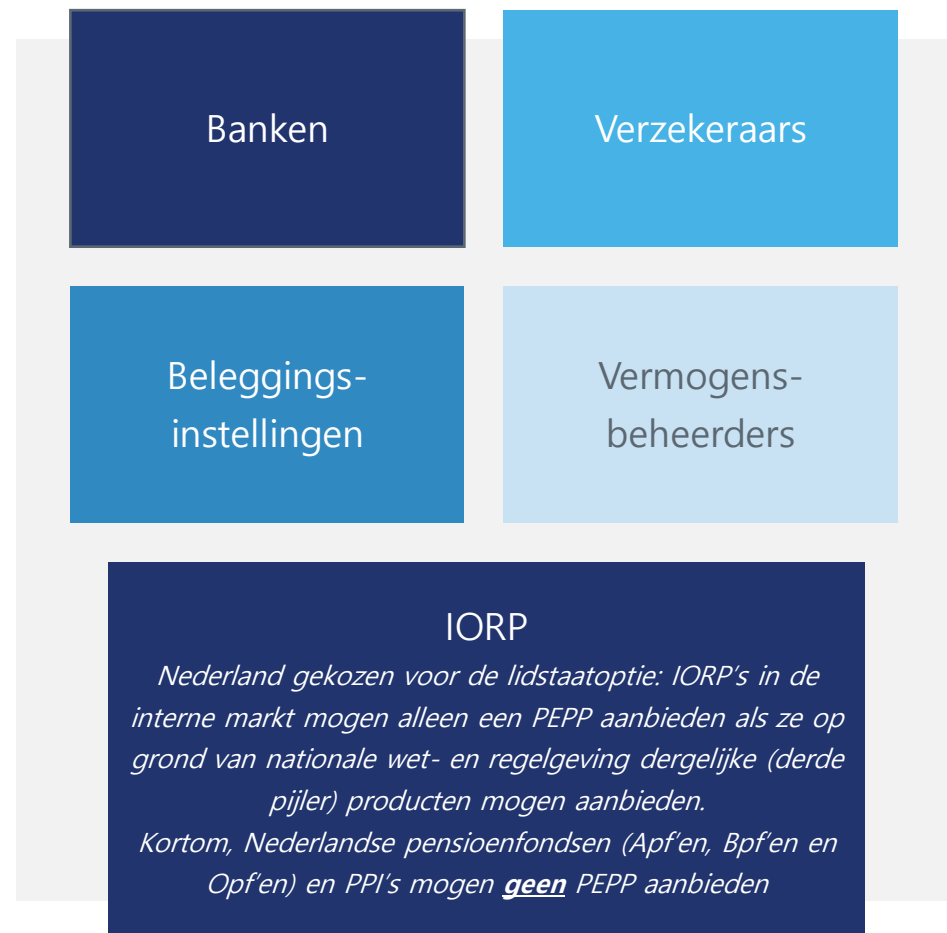 Banken
Verzekeraars
Beleggings-
instellingen
Vermogens-
beheerders
IORP
Nederland gekozen voor de lidstaatoptie: IORP's in de
interne markt mogen alleen een PEPP aanbieden als ze op
grond van nationale wet- en regelgeving dergelijke (derde
pijler) producten mogen aanbieden.
Kortom, Nederlandse pensioenfondsen (Apf'en, Bpf'en en
Opf'en) en PPI's mogen geen PEPP aanbieden